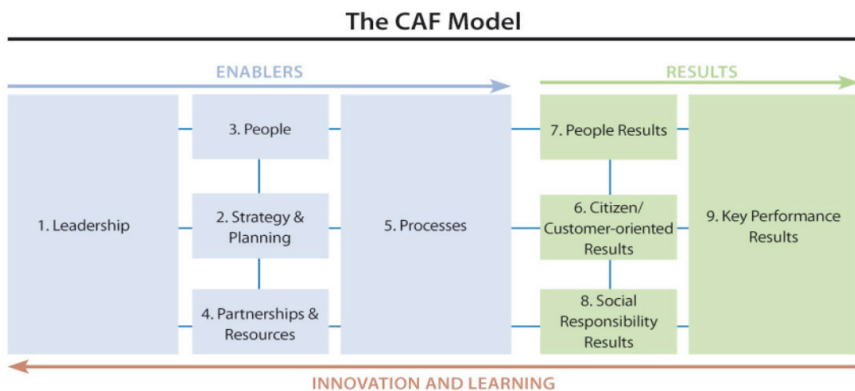 The CAF Model
ENABLERS
RESULTS
1. Leadership
3. People
2. Strategy &
Planning
4. Partnerships &
Resources
5. Processes
7. People Results
6. Citizen/
Customer-oriented
Results
8. Social
Responsibility
Results
9. Key Performance
Results
INNOVATION AND LEARNING